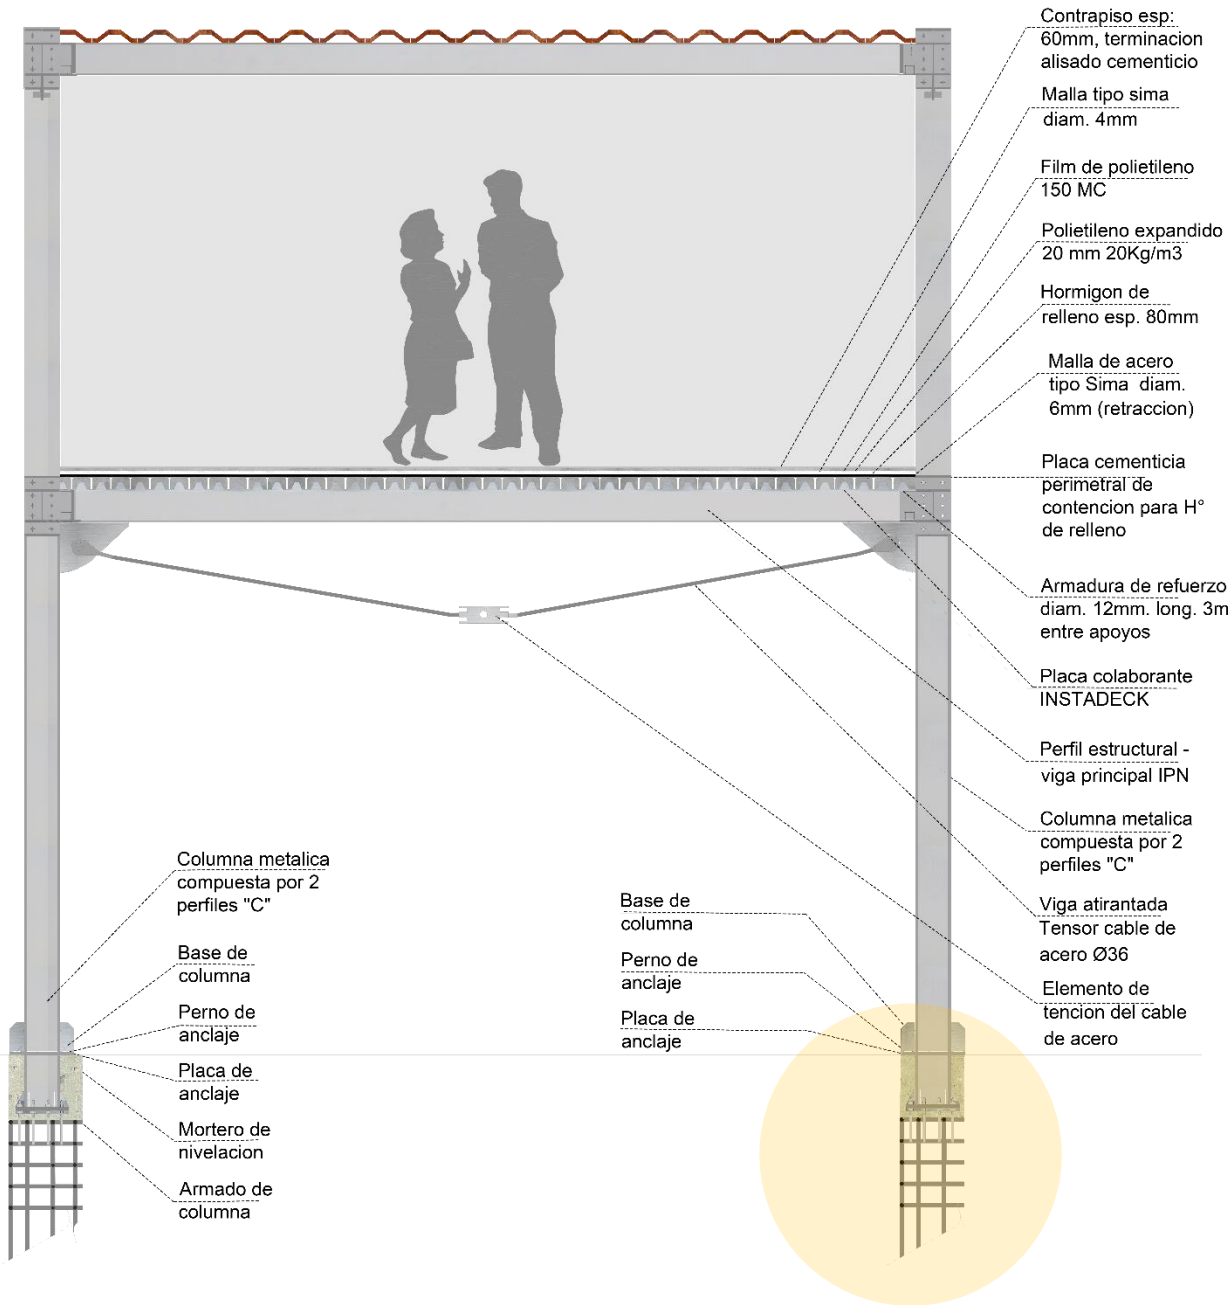 Contrapiso esp:
60mm, terminacion
alisado cementicio
Malla tipo sima
diam. 4mm
Film de polietileno
150 MC
Polietileno expandido
20 mm 20Kg/m3
Hormigon de
relleno esp. 80mm
Malla de acero
tipo Sima diam.
6mm (retraccion)
Placa cementicia
perimetral de
contencion para H°
de relleno
Armadura de refuerzo
diam. 12mm. long. 3m
entre apoyos
Placa colaborante
INSTADECK
Perfil estructural -
viga principal IPN
Columna metalica
compuesta por 2
perfiles "C"
Viga atirantada
Tensor cable de
acero Ø36
Elemento de
tencion del cable
de acero
Columna metalica
compuesta por 2
perfiles "C"
Base de
columna
Perno de
anclaje
Placa de
anclaje
Mortero de
nivelacion
Armado de
columna
Base de
columna
Perno de
anclaje
Placa de
anclaje